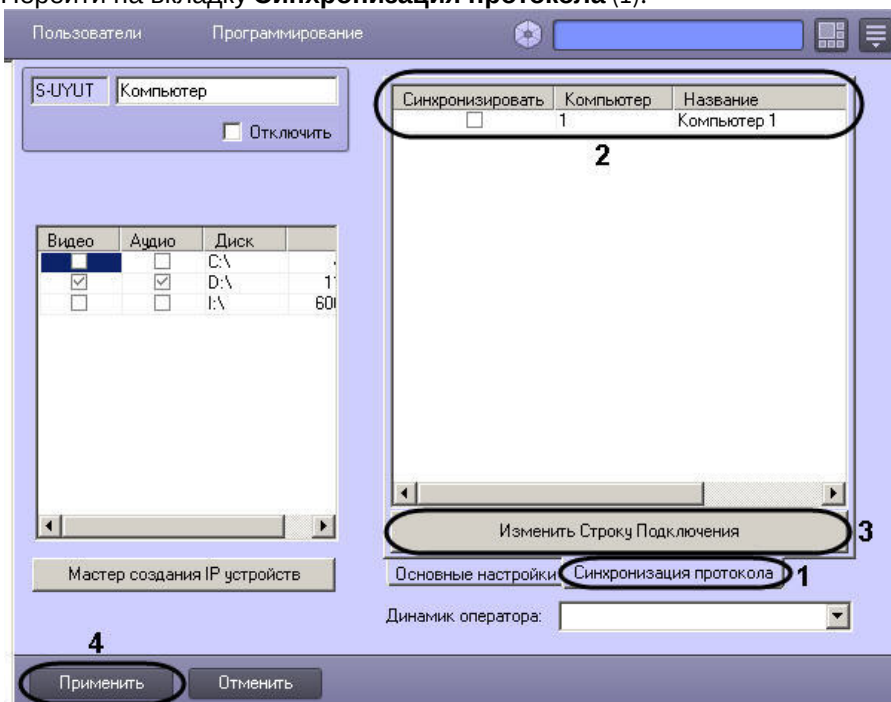 Перейти на вкладку Синхронизация протокола (1).
Пользователи Программирование
S-UYUT Компьютер
Отключить
Синхронизировать Компьютер Название
1 Компьютер 1
2
Видео Аудио Диск
C:\
D:\ 1
I:\ 60
Изменить Строку Подключения 3
Мастер создания IP устройств
Основные настройки Синхронизация протокола 1
Динамик оператора:
4
Применить Отменить